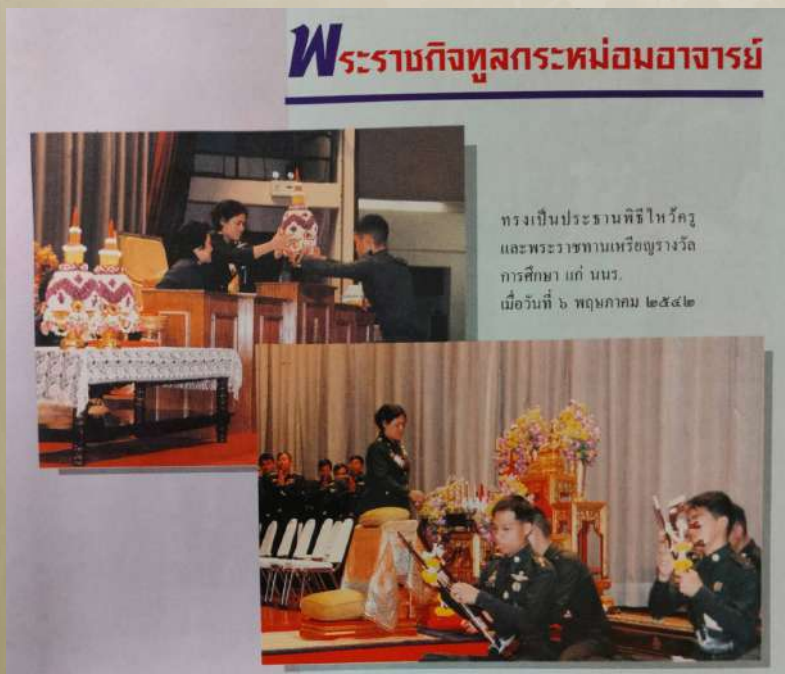 พระราชกิจทูลกระหม่อมอาจารย์
ทรงเป็นประธานพิธีไหว้ครู
และพระราชทานเหรียญรางวัล
การศึกษา แก่ นนร.
เมื่อวันที่ ๖ พฤษภาคม ๒๕๔๒